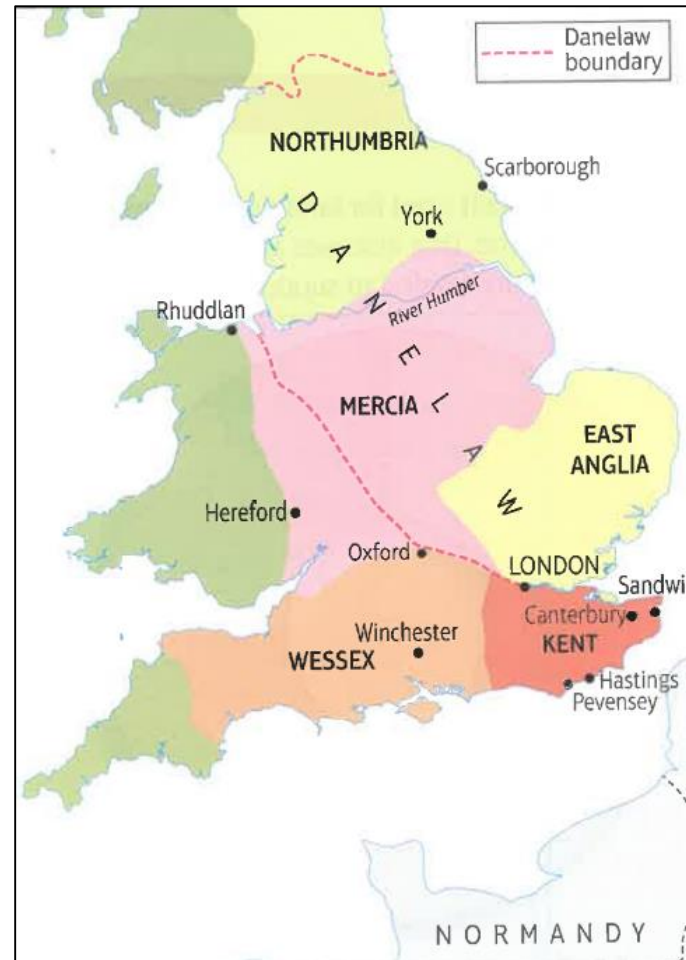 Danelaw
boundary
NORTHUMBRIA
Scarborough
York
DANELAW
River Humber
Rhuddlan
MERCIA
EAST
ANGLIA
Hereford
Oxford
LONDON
Sandwi
Canterbury
KENT
Winchester
WESSEX
Hastings
Pevensey
NORMANDY